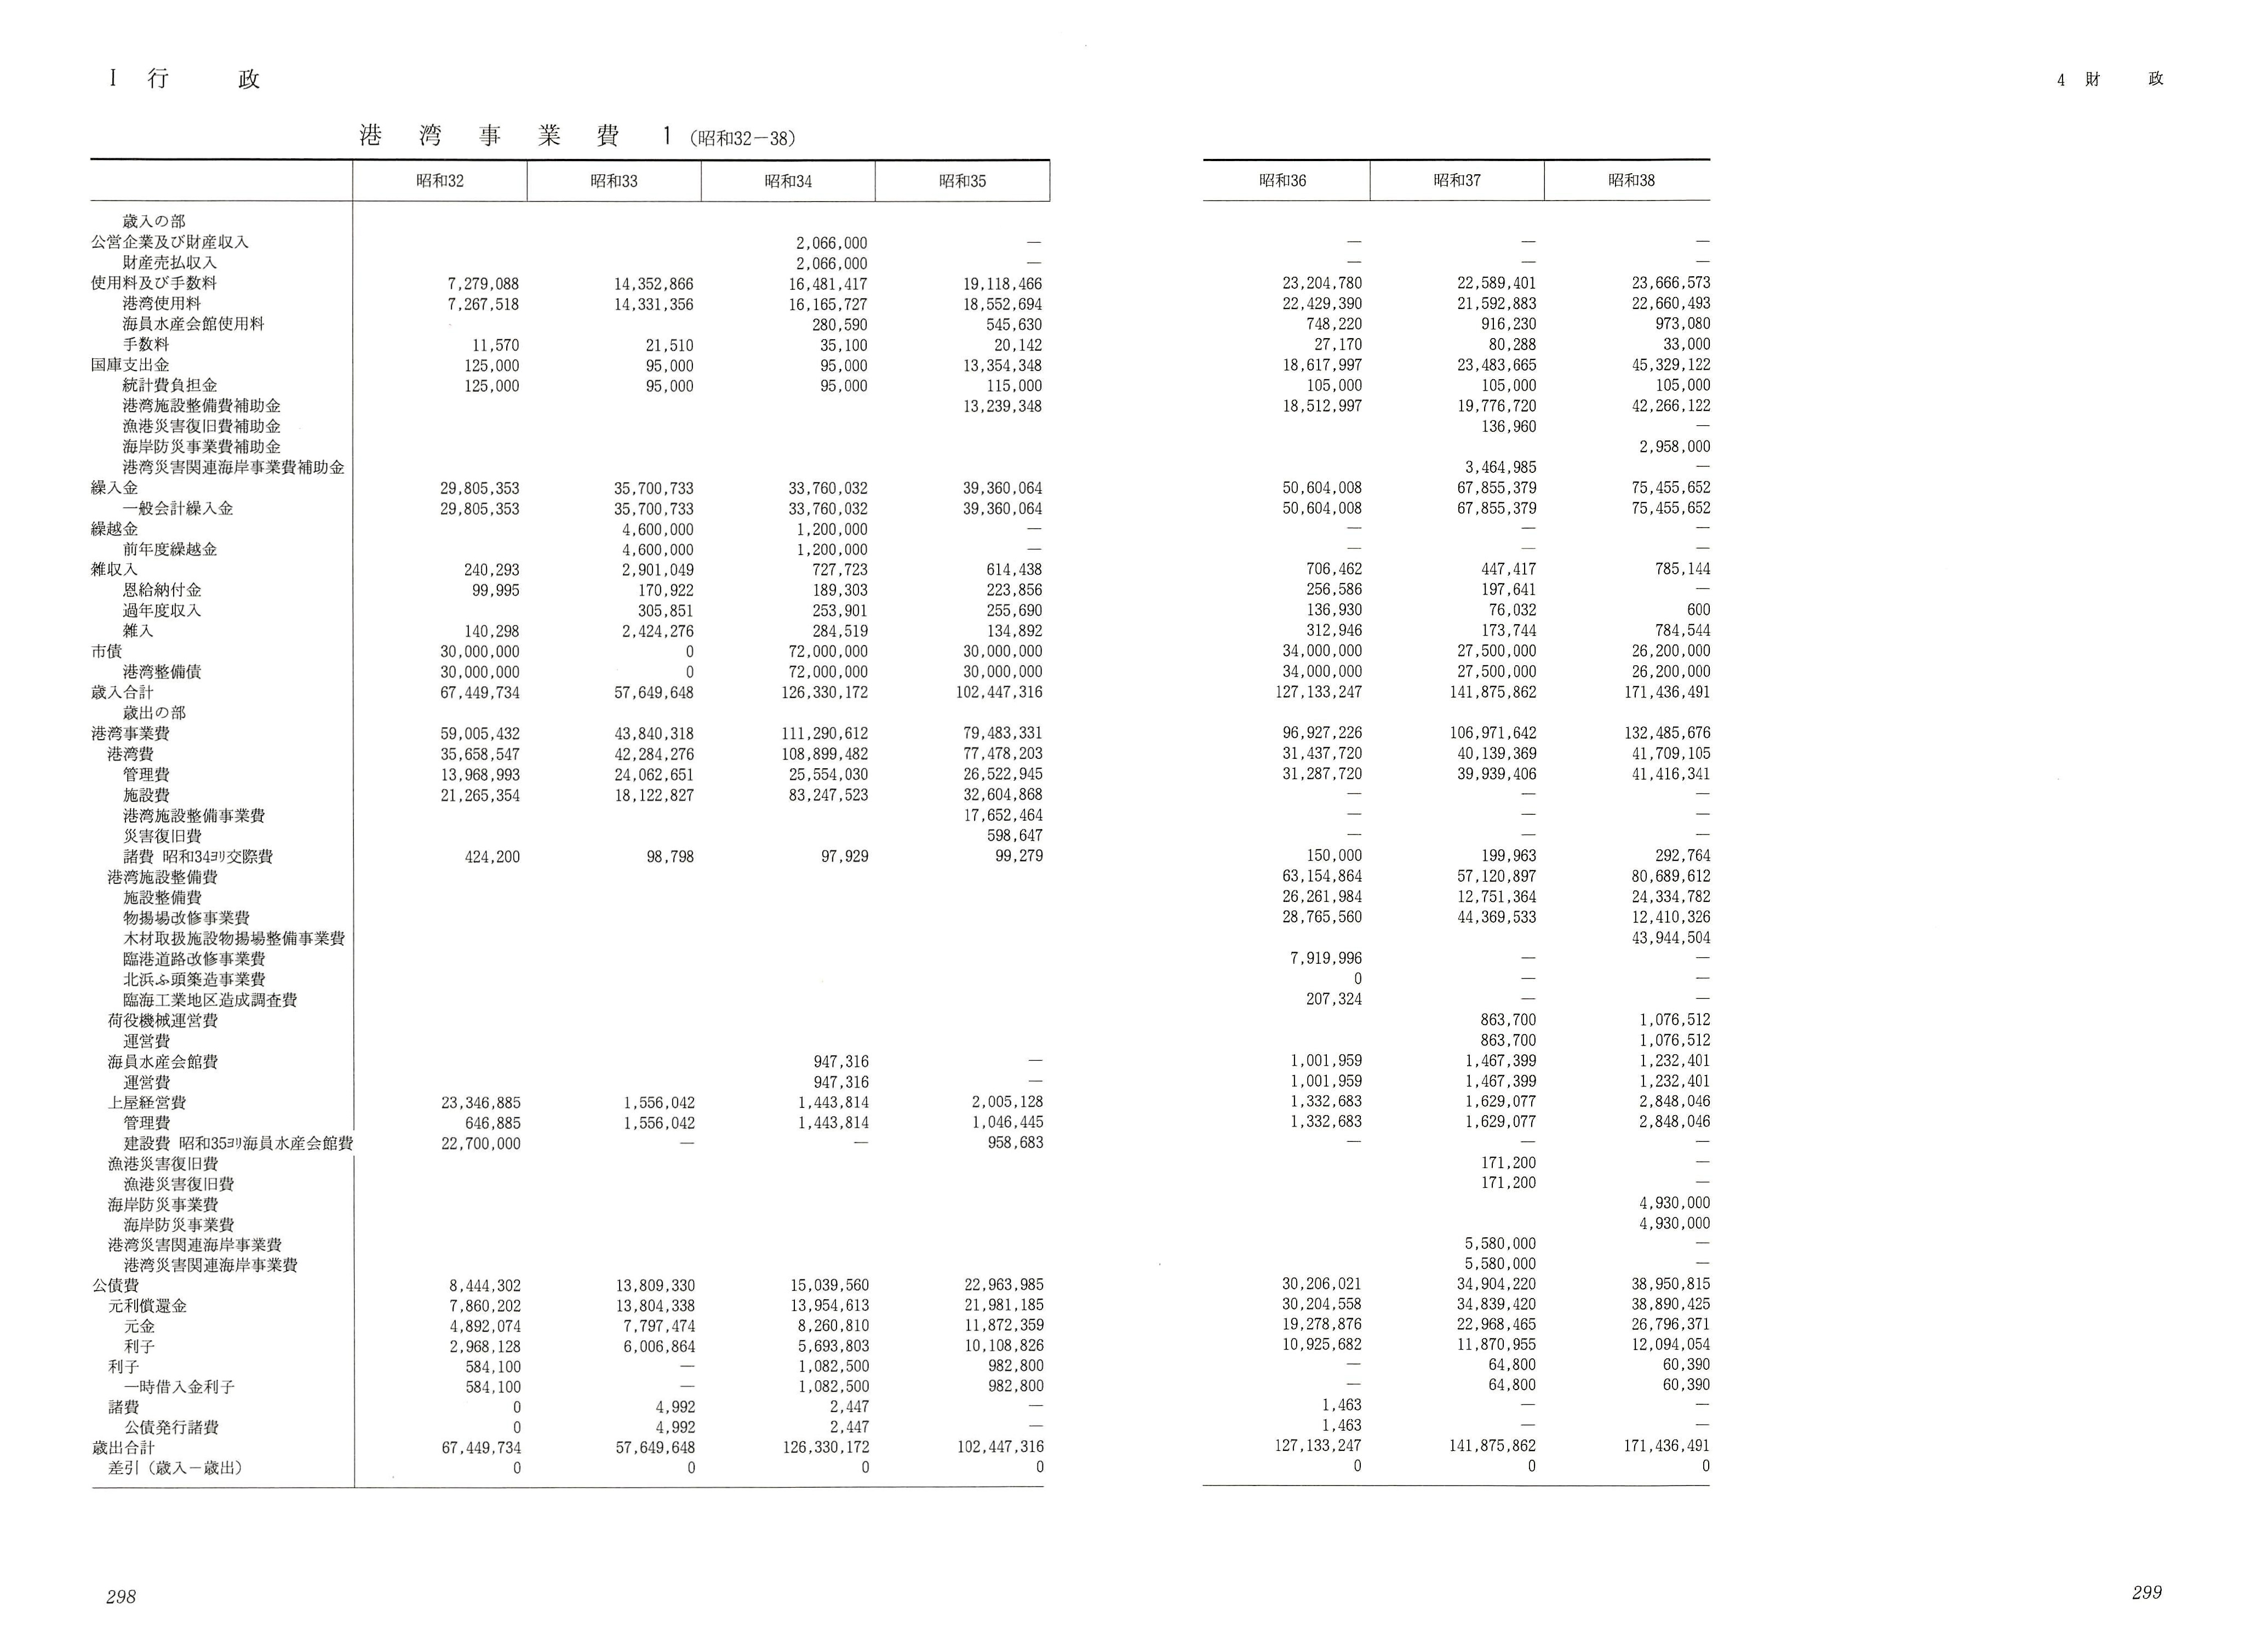 Ⅰ 行 政
4 財 政
港湾事業費 1 (昭和32－38)
昭和32 昭和33 昭和34 昭和35 昭和36 昭和37 昭和38
歳入の部
公営企業及び財産収入 2,066,000 — — — —
財産売払収入 2,066,000 — — — —
使用料及び手数料 7,279,088 14,352,866 16,481,417 19,118,466 23,204,780 22,589,401 23,666,573
港湾使用料 7,267,518 14,331,356 16,165,727 18,552,694 22,429,390 21,592,883 22,660,493
海員水産会館使用料 280,590 545,630 748,220 916,230 973,080
手数料 11,570 21,510 35,100 20,142 27,170 80,288 33,000
国庫支出金 125,000 95,000 95,000 13,354,348 18,617,997 23,483,665 45,329,122
統計費負担金 125,000 95,000 95,000 115,000 105,000 105,000 105,000
港湾施設整備費補助金 13,239,348 18,512,997 19,776,720 42,266,122
漁港災害復旧費補助金 136,960 —
海岸防災事業費補助金 2,958,000
港湾災害関連海岸事業費補助金 3,464,985 —
繰入金 29,805,353 35,700,733 33,760,032 39,360,064 50,604,008 67,855,379 75,455,652
一般会計繰入金 29,805,353 35,700,733 33,760,032 39,360,064 50,604,008 67,855,379 75,455,652
繰越金 4,600,000 1,200,000 — — — —
前年度繰越金 4,600,000 1,200,000 — — — —
雑収入 240,293 2,901,049 727,723 614,438 706,462 447,417 785,144
恩給納付金 99,995 170,922 189,303 223,856 256,586 197,641 —
過年度収入 305,851 253,901 255,690 136,930 76,032 600
雑入 140,298 2,424,276 284,519 134,892 312,946 173,744 784,544
市債 30,000,000 0 72,000,000 30,000,000 34,000,000 27,500,000 26,200,000
港湾整備債 30,000,000 0 72,000,000 30,000,000 34,000,000 27,500,000 26,200,000
歳入合計 67,449,734 57,649,648 126,330,172 102,447,316 127,133,247 141,875,862 171,436,491
歳出の部
港湾事業費 59,005,432 43,840,318 111,290,612 79,483,331 96,927,226 106,971,642 132,485,676
港湾費 35,658,547 42,284,276 108,899,482 77,478,203 31,437,720 40,139,369 41,709,105
管理費 13,968,993 24,062,651 25,554,030 26,522,945 31,287,720 39,939,406 41,416,341
施設費 21,265,354 18,122,827 83,247,523 32,604,868 — — —
港湾施設整備事業費 17,652,464 — — —
災害復旧費 598,647 — — —
諸費 昭和34ヨリ交際費 424,200 98,798 97,929 99,279 150,000 199,963 292,764
港湾施設整備費 63,154,864 57,120,897 80,689,612
施設整備費 26,261,984 12,751,364 24,334,782
物揚場改修事業費 28,765,560 44,369,533 12,410,326
木材取扱施設物揚場整備事業費 43,944,504
臨港道路改修事業費 7,919,996 — —
北浜ふ頭築造事業費 0 — —
臨海工業地区造成調査費 207,324 — —
荷役機械運営費 863,700 1,076,512
運営費 863,700 1,076,512
海員水産会館費 947,316 — 1,001,959 1,467,399 1,232,401
運営費 947,316 — 1,001,959 1,467,399 1,232,401
上屋経営費 23,346,885 1,556,042 1,443,814 2,005,128 1,332,683 1,629,077 2,848,046
管理費 646,885 1,556,042 1,443,814 1,046,445 1,332,683 1,629,077 2,848,046
建設費 昭和35ヨリ海員水産会館費 22,700,000 — — 958,683 — — —
漁港災害復旧費 171,200 —
漁港災害復旧費 171,200 —
海岸防災事業費 4,930,000
海岸防災事業費 4,930,000
港湾災害関連海岸事業費 5,580,000 —
港湾災害関連海岸事業費 5,580,000 —
公債費 8,444,302 13,809,330 15,039,560 22,963,985 30,206,021 34,904,220 38,950,815
元利償還金 7,860,202 13,804,338 13,954,613 21,981,185 30,204,558 34,839,420 38,890,425
元金 4,892,074 7,797,474 8,260,810 11,872,359 19,278,876 22,968,465 26,796,371
利子 2,968,128 6,006,864 5,693,803 10,108,826 10,925,682 11,870,955 12,094,054
利子 584,100 — 1,082,500 982,800 — 64,800 60,390
一時借入金利子 584,100 — 1,082,500 982,800 — 64,800 60,390
諸費 0 4,992 2,447 — 1,463 — —
公債発行諸費 0 4,992 2,447 — 1,463 — —
歳出合計 67,449,734 57,649,648 126,330,172 102,447,316 127,133,247 141,875,862 171,436,491
差引（歳入－歳出） 0 0 0 0 0 0 0
298
299